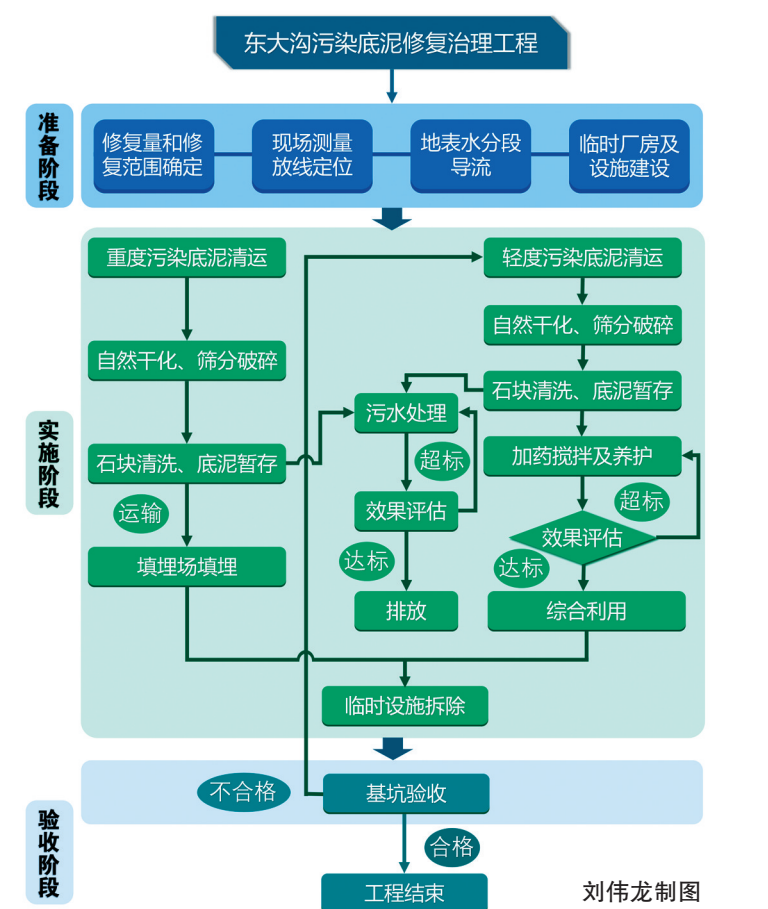 东大沟污染底泥修复治理工程
准备阶段
修复量和修
复范围确定
现场测量
放线定位
地表水分段
导流
临时厂房及
设施建设
实施阶段
重度污染底泥清运
自然干化、筛分破碎
石块清洗、底泥暂存
运输
填埋场填埋
污水处理
超标
效果评估
达标
排放
轻度污染底泥清运
自然干化、筛分破碎
石块清洗、底泥暂存
加药搅拌及养护
超标
效果评估
达标
综合利用
临时设施拆除
验收阶段
不合格
基坑验收
合格
工程结束
刘伟龙制图